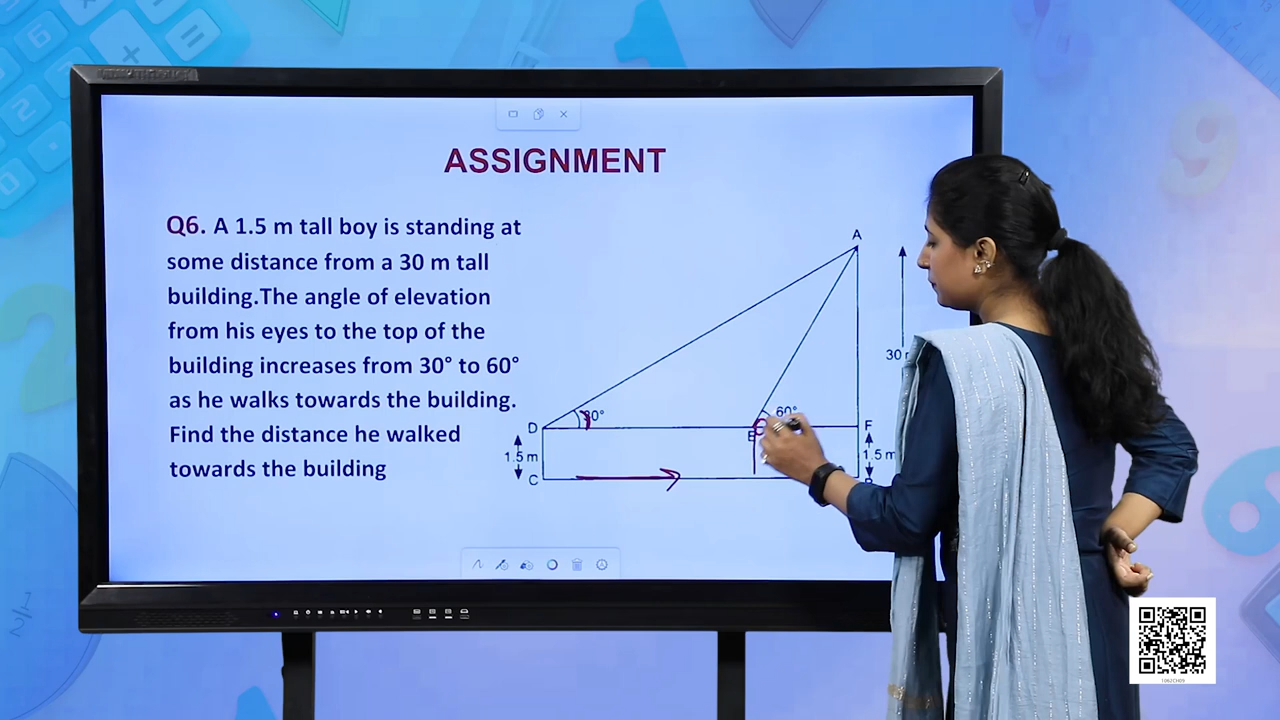 ASSIGNMENT
Q6. A 1.5 m tall boy is standing at
some distance from a 30 m tall
building.The angle of elevation
from his eyes to the top of the
building increases from 30° to 60°
as he walks towards the building.
Find the distance he walked
towards the building
A
30
30°
60°
D
E
F
1.5 m
1.5 m
C
1062CH09